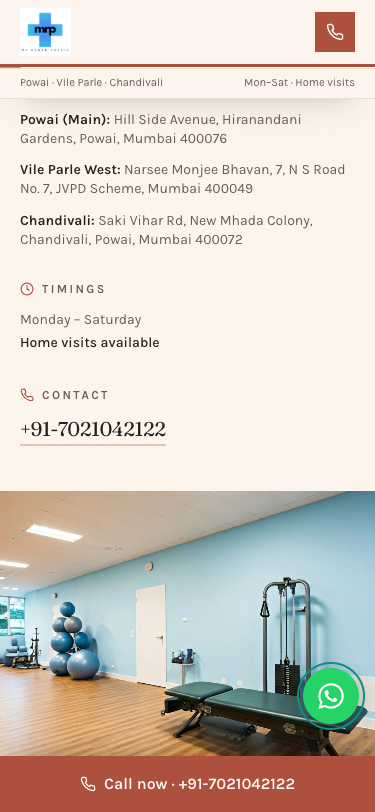 mrp
Powai · Vile Parle · Chandivali
Mon–Sat · Home visits
Powai (Main): Hill Side Avenue, Hiranandani
Gardens, Powai, Mumbai 400076
Vile Parle West: Narsee Monjee Bhavan, 7, N S Road
No. 7, JVPD Scheme, Mumbai 400049
Chandivali: Saki Vihar Rd, New Mhada Colony,
Chandivali, Powai, Mumbai 400072
TIMINGS
Monday – Saturday
Home visits available
CONTACT
+91-7021042122
Call now · +91-7021042122